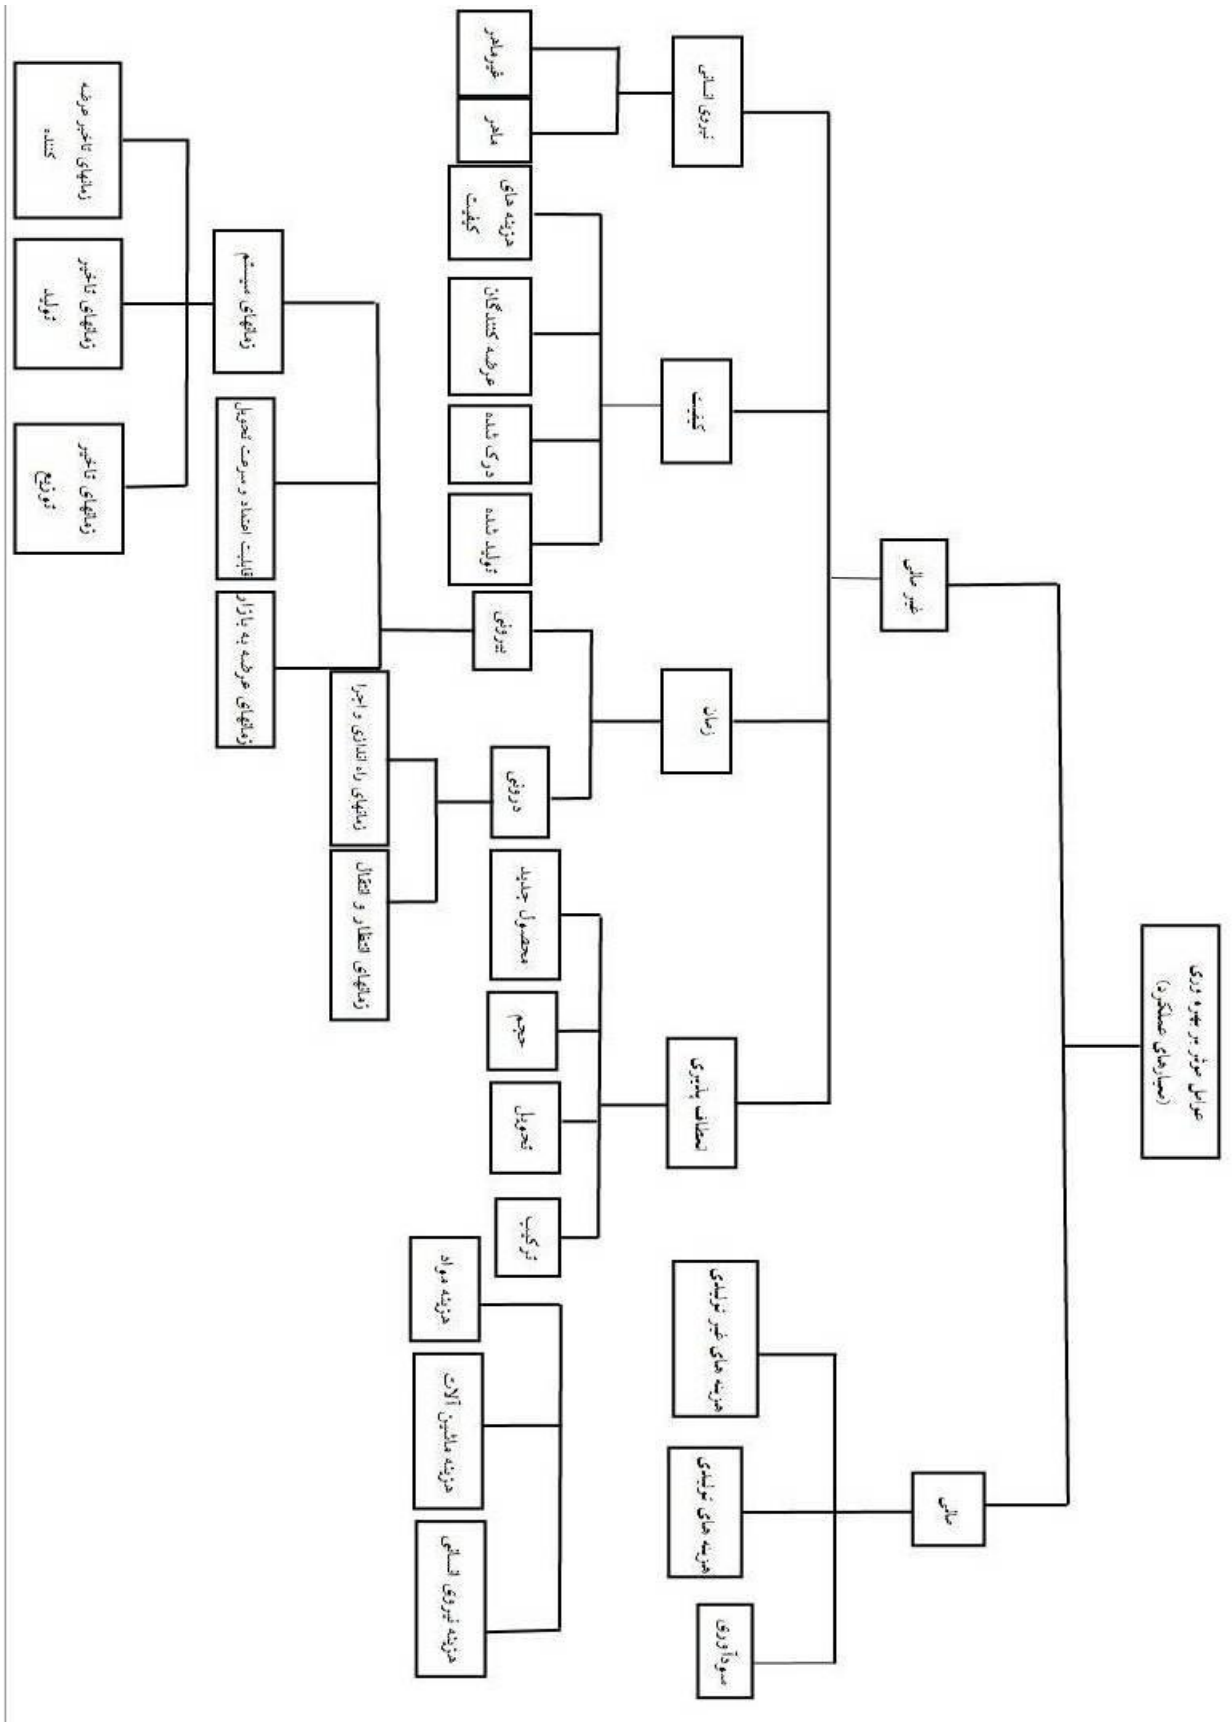 عوامل موثر بر بهره وری
(معیارهای عملکرد)
غیر مالی
مالی
نیروی انسانی
کیفیت
زمان
انعطاف پذیری
هزینه های غیر تولیدی
هزینه های تولیدی
سودآوری
غیرماهر
ماهر
هزینه های
کیفیت
عرضه کنندگان
درک شده
تولید شده
بیرونی
درونی
محصول جدید
حجم
تحویل
ترکیب
هزینه مواد
هزینه ماشین آلات
هزینه نیروی انسانی
زمانهای راه اندازی و اجرا
زمانهای انتظار و انتقال
زمانهای سیستم
قابلیت اعتماد و سرعت تحویل
زمانهای عرضه به بازار
زمانهای تاخیر عرضه
کننده
زمانهای تاخیر
تولید
زمانهای تاخیر
توزیع